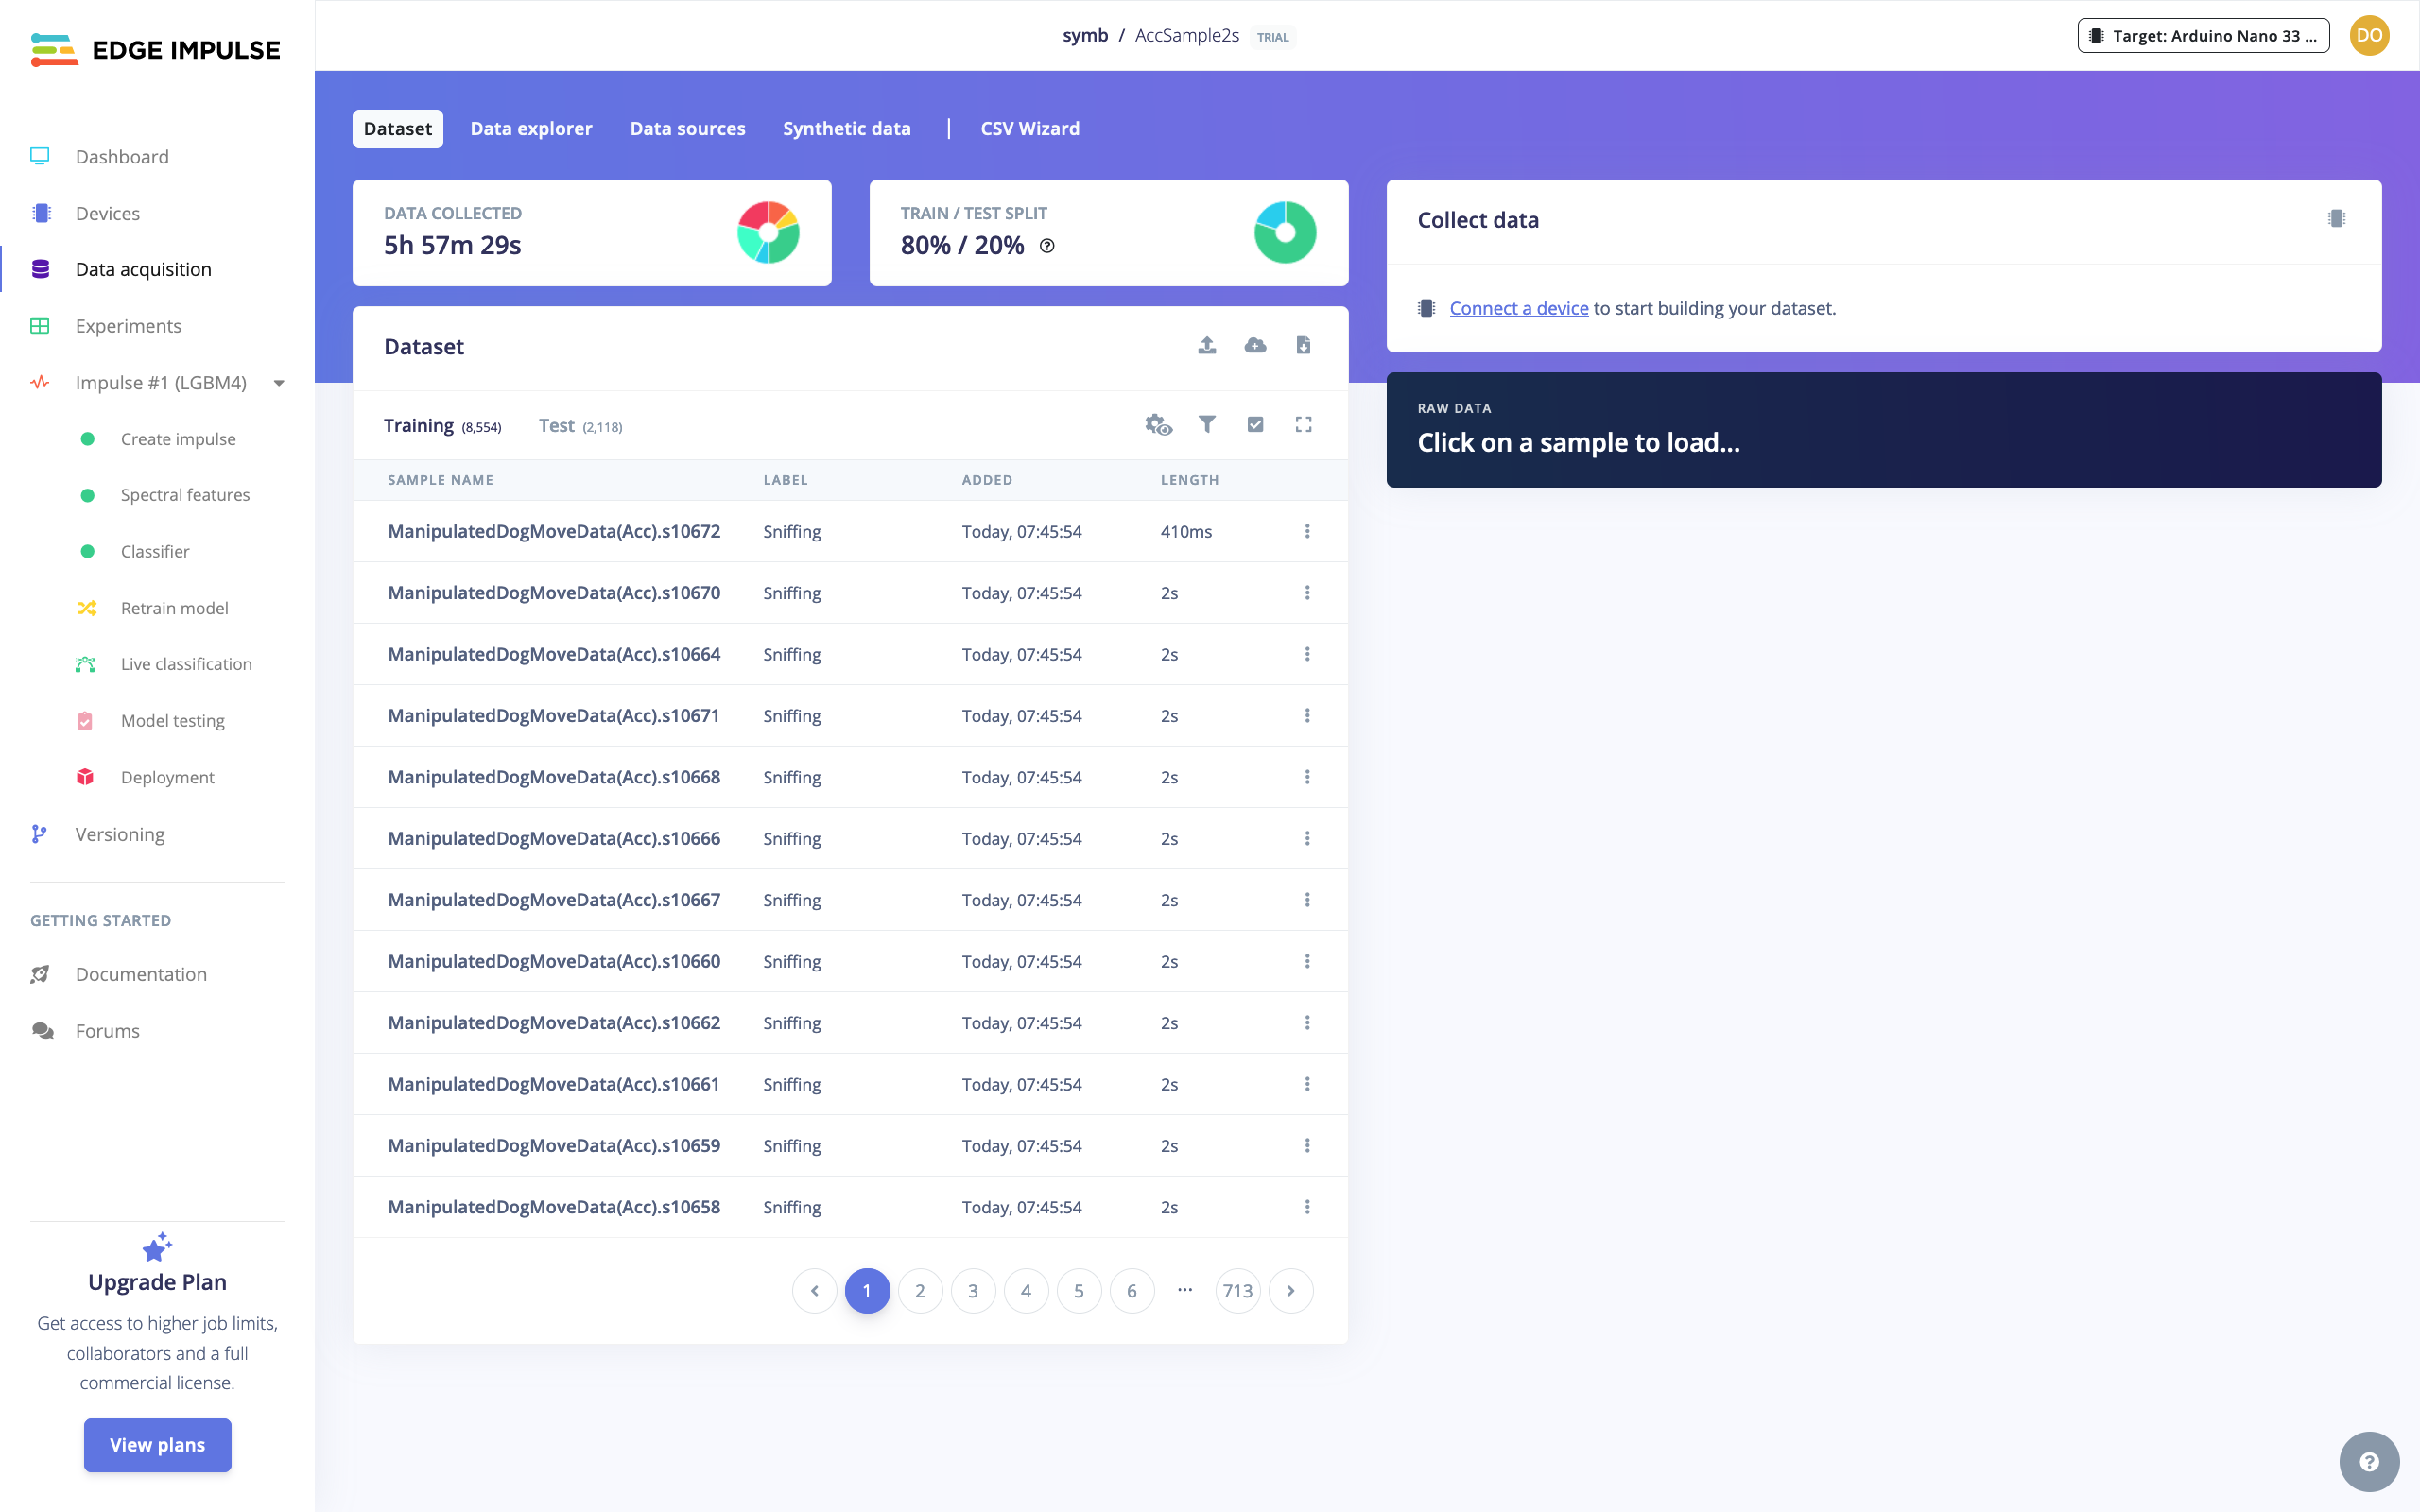 EDGE IMPULSE
symb / AccSample2s TRIAL
Target: Arduino Nano 33 ...
DO
Dashboard
Devices
Data acquisition
Experiments
Impulse #1 (LGBM4)
Create impulse
Spectral features
Classifier
Retrain model
Live classification
Model testing
Deployment
Versioning
GETTING STARTED
Documentation
Forums
Upgrade Plan
Get access to higher job limits,
collaborators and a full
commercial license.
View plans
Dataset Data explorer Data sources Synthetic data | CSV Wizard
DATA COLLECTED
5h 57m 29s
TRAIN / TEST SPLIT
80% / 20% ?
Dataset
Training (8,554) Test (2,118)
SAMPLE NAME LABEL ADDED LENGTH
ManipulatedDogMoveData(Acc).s10672 Sniffing Today, 07:45:54 410ms
ManipulatedDogMoveData(Acc).s10670 Sniffing Today, 07:45:54 2s
ManipulatedDogMoveData(Acc).s10664 Sniffing Today, 07:45:54 2s
ManipulatedDogMoveData(Acc).s10671 Sniffing Today, 07:45:54 2s
ManipulatedDogMoveData(Acc).s10668 Sniffing Today, 07:45:54 2s
ManipulatedDogMoveData(Acc).s10666 Sniffing Today, 07:45:54 2s
ManipulatedDogMoveData(Acc).s10667 Sniffing Today, 07:45:54 2s
ManipulatedDogMoveData(Acc).s10660 Sniffing Today, 07:45:54 2s
ManipulatedDogMoveData(Acc).s10662 Sniffing Today, 07:45:54 2s
ManipulatedDogMoveData(Acc).s10661 Sniffing Today, 07:45:54 2s
ManipulatedDogMoveData(Acc).s10659 Sniffing Today, 07:45:54 2s
ManipulatedDogMoveData(Acc).s10658 Sniffing Today, 07:45:54 2s
‹ 1 2 3 4 5 6 ... 713 ›
Collect data
Connect a device to start building your dataset.
RAW DATA
Click on a sample to load...
?